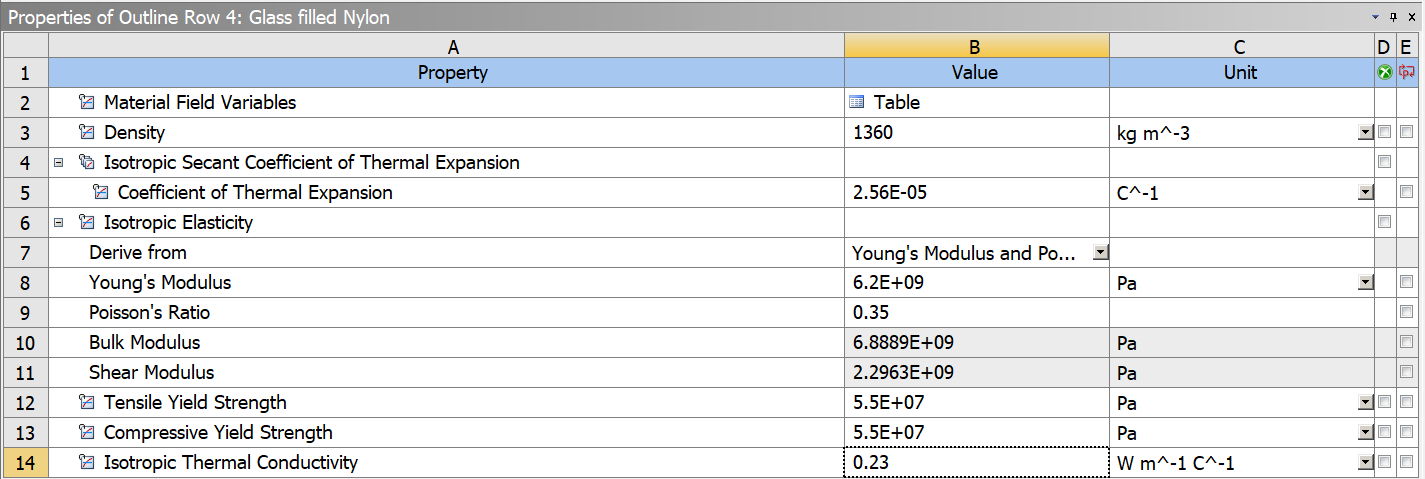 Properties of Outline Row 4: Glass filled Nylon
A B C D E
1 Property Value Unit
2 Material Field Variables Table
3 Density 1360 kg m^-3
4 Isotropic Secant Coefficient of Thermal Expansion
5 Coefficient of Thermal Expansion 2.56E-05 C^-1
6 Isotropic Elasticity
7 Derive from Young's Modulus and Po...
8 Young's Modulus 6.2E+09 Pa
9 Poisson's Ratio 0.35
10 Bulk Modulus 6.8889E+09 Pa
11 Shear Modulus 2.2963E+09 Pa
12 Tensile Yield Strength 5.5E+07 Pa
13 Compressive Yield Strength 5.5E+07 Pa
14 Isotropic Thermal Conductivity 0.23 W m^-1 C^-1